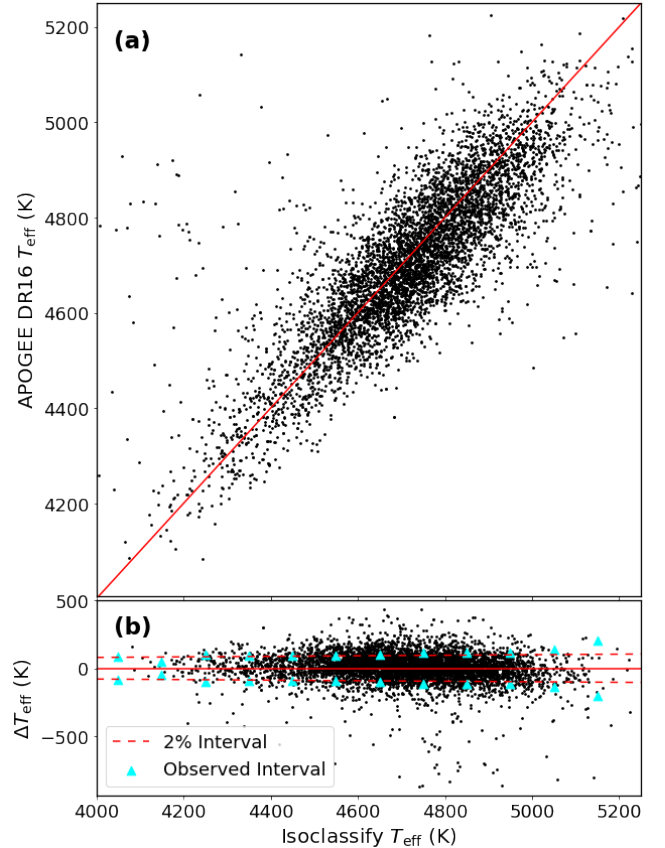 (a)
5200
5000
4800
4600
4400
4200
APOGEE DR16 Teff (K)
(b)
500
0
−500
ΔTeff (K)
2% Interval
Observed Interval
4000 4200 4400 4600 4800 5000 5200
Isoclassify Teff (K)